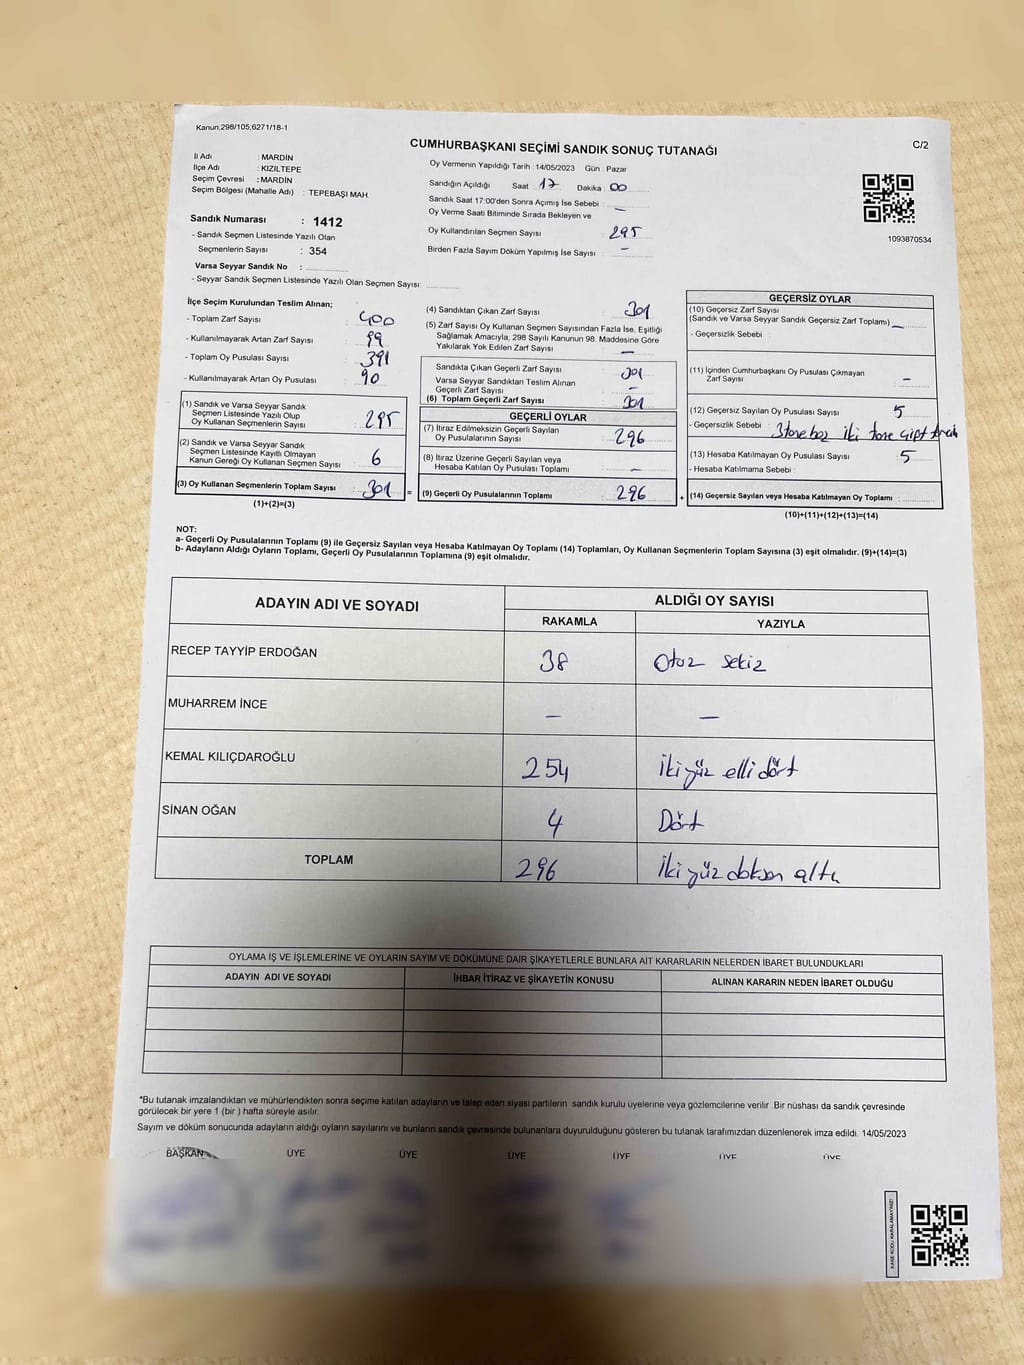 Kanun:298/105;6271/18-1
C/2
CUMHURBAŞKANI SEÇİMİ SANDIK SONUÇ TUTANAĞI
İl Adı : MARDİN
İlçe Adı : KIZILTEPE
Seçim Çevresi : MARDİN
Seçim Bölgesi (Mahalle Adı) : TEPEBAŞI MAH.
Sandık Numarası : 1412
- Sandık Seçmen Listesinde Yazılı Olan
Seçmenlerin Sayısı : 354
Varsa Seyyar Sandık No :
- Seyyar Sandık Seçmen Listesinde Yazılı Olan Seçmen Sayısı:
Oy Vermenin Yapıldığı Tarih : 14/05/2023 Gün : Pazar
Sandığın Açıldığı Saat : 17 Dakika : 00
Sandık Saat 17:00'den Sonra Açımış İse Sebebi :
Oy Verme Saati Bitiminde Sırada Bekleyen ve —
Oy Kullandırılan Seçmen Sayısı : 295
Birden Fazla Sayım Döküm Yapılmış İse Sayısı : —
1093870534
İlçe Seçim Kurulundan Teslim Alınan;
- Toplam Zarf Sayısı : 400
- Kullanılmayarak Artan Zarf Sayısı : 99
- Toplam Oy Pusulası Sayısı : 391
- Kullanılmayarak Artan Oy Pusulası : 90
(1) Sandık ve Varsa Seyyar Sandık
Seçmen Listesinde Yazılı Olup
Oy Kullanan Seçmenlerin Sayısı : 295
(2) Sandık ve Varsa Seyyar Sandık
Seçmen Listesinde Kayıtlı Olmayan
Kanun Gereği Oy Kullanan Seçmen Sayısı : 6
(3) Oy Kullanan Seçmenlerin Toplam Sayısı : 301 =
(1)+(2)=(3)
(4) Sandıktan Çıkan Zarf Sayısı : 301
(5) Zarf Sayısı Oy Kullanan Seçmen Sayısından Fazla İse, Eşitliği
Sağlamak Amacıyla, 298 Sayılı Kanunun 98. Maddesine Göre
Yakılarak Yok Edilen Zarf Sayısı : —
Sandıkta Çıkan Geçerli Zarf Sayısı : 301
Varsa Seyyar Sandıktan Teslim Alınan
Geçerli Zarf Sayısı : —
(6) Toplam Geçerli Zarf Sayısı : 301
GEÇERLİ OYLAR
(7) İtiraz Edilmeksizin Geçerli Sayılan
Oy Pusulalarının Sayısı : 296
(8) İtiraz Üzerine Geçerli Sayılan veya
Hesaba Katılan Oy Pusulası Toplamı : —
(9) Geçerli Oy Pusulalarının Toplamı : 296 +
GEÇERSİZ OYLAR
(10) Geçersiz Zarf Sayısı
(Sandık ve Varsa Seyyar Sandık Geçersiz Zarf Toplamı) : —
- Geçersizlik Sebebi :
(11) İçinden Cumhurbaşkanı Oy Pusulası Çıkmayan
Zarf Sayısı : —
(12) Geçersiz Sayılan Oy Pusulası Sayısı : 5
- Geçersizlik Sebebi : 3 tane boş iki tane çift
(13) Hesaba Katılmayan Oy Pusulası Sayısı : 5
- Hesaba Katılmama Sebebi :
(14) Geçersiz Sayılan veya Hesaba Katılmayan Oy Toplamı :
(10)+(11)+(12)+(13)=(14)
NOT:
a- Geçerli Oy Pusulalarının Toplamı (9) ile Geçersiz Sayılan veya Hesaba Katılmayan Oy Toplamı (14) Toplamları, Oy Kullanan Seçmenlerin Toplam Sayısına (3) eşit olmalıdır. (9)+(14)=(3)
b- Adayların Aldığı Oyların Toplamı, Geçerli Oy Pusulalarının Toplamına (9) eşit olmalıdır.
ADAYIN ADI VE SOYADI
ALDIĞI OY SAYISI
RAKAMLA YAZIYLA
RECEP TAYYİP ERDOĞAN 38 Otuz sekiz
MUHARREM İNCE — —
KEMAL KILIÇDAROĞLU 254 İki yüz elli dört
SİNAN OĞAN 4 Dört
TOPLAM 296 İki yüz doksan altı
OYLAMA İŞ VE İŞLEMLERİNE VE OYLARIN SAYIM VE DÖKÜMÜNE DAİR ŞİKAYETLERLE BUNLARA AİT KARARLARIN NELERDEN İBARET BULUNDUKLARI
ADAYIN ADI VE SOYADI İHBAR İTİRAZ VE ŞİKAYETİN KONUSU ALINAN KARARIN NEDEN İBARET OLDUĞU
*Bu tutanak imzalandıktan ve mühürlendikten sonra seçime katılan adayların ve talep eden siyasi partilerin sandık kurulu üyelerine veya gözlemcilerine verilir .Bir nüshası da sandık çevresinde
görülecek bir yere 1 (bir ) hafta süreyle asılır.
Sayım ve döküm sonucunda adayların aldığı oyların sayılarını ve bunların sandık çevresinde bulunanlara duyurulduğunu gösteren bu tutanak tarafımızdan düzenlenerek imza edildi. 14/05/2023
BAŞKAN ÜYE ÜYE ÜYE ÜYE ÜYE ÜYE
KARE KODU KARALAMAYINIZ!